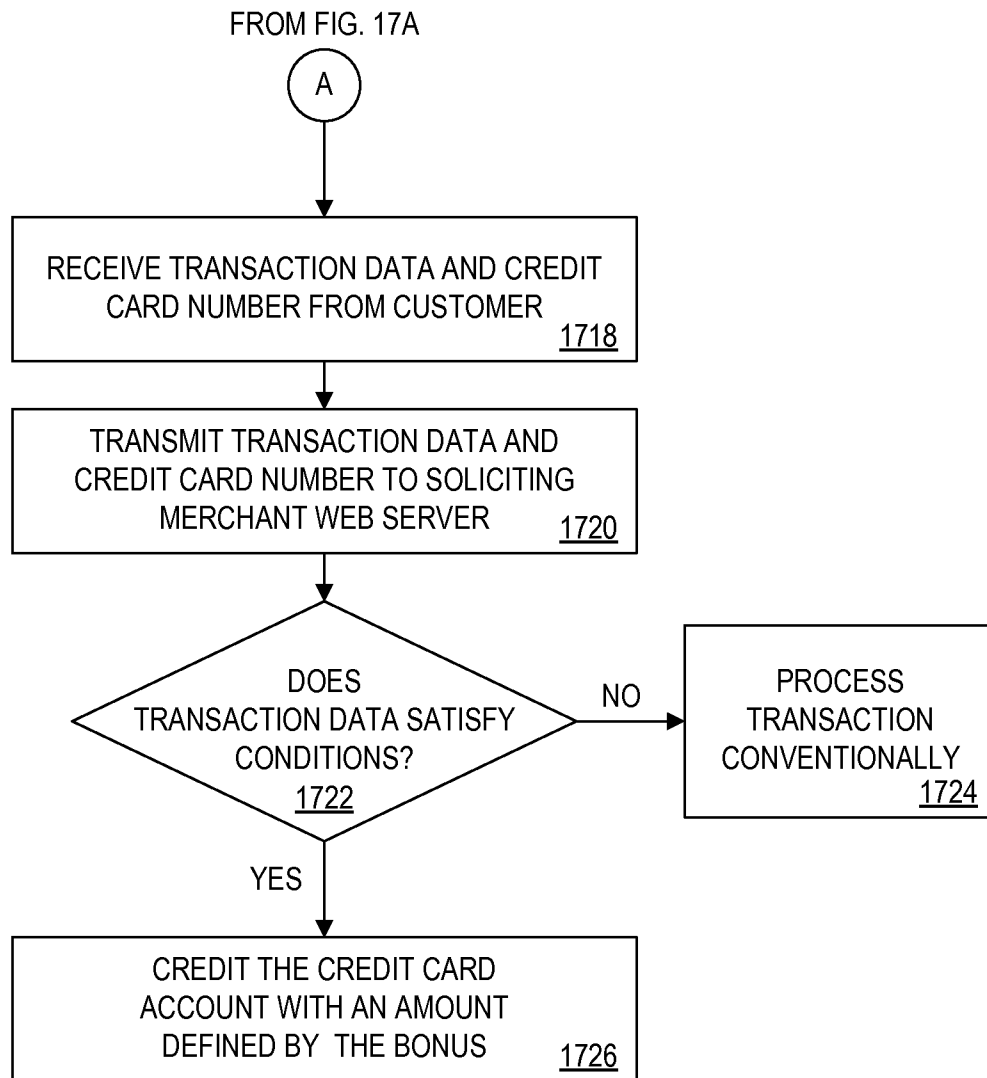 FROM FIG. 17A
A
RECEIVE TRANSACTION DATA AND CREDIT
CARD NUMBER FROM CUSTOMER
1718
TRANSMIT TRANSACTION DATA AND
CREDIT CARD NUMBER TO SOLICITING
MERCHANT WEB SERVER
1720
DOES
TRANSACTION DATA SATISFY
CONDITIONS?
1722
NO
PROCESS
TRANSACTION
CONVENTIONALLY
1724
YES
CREDIT THE CREDIT CARD
ACCOUNT WITH AN AMOUNT
DEFINED BY THE BONUS
1726